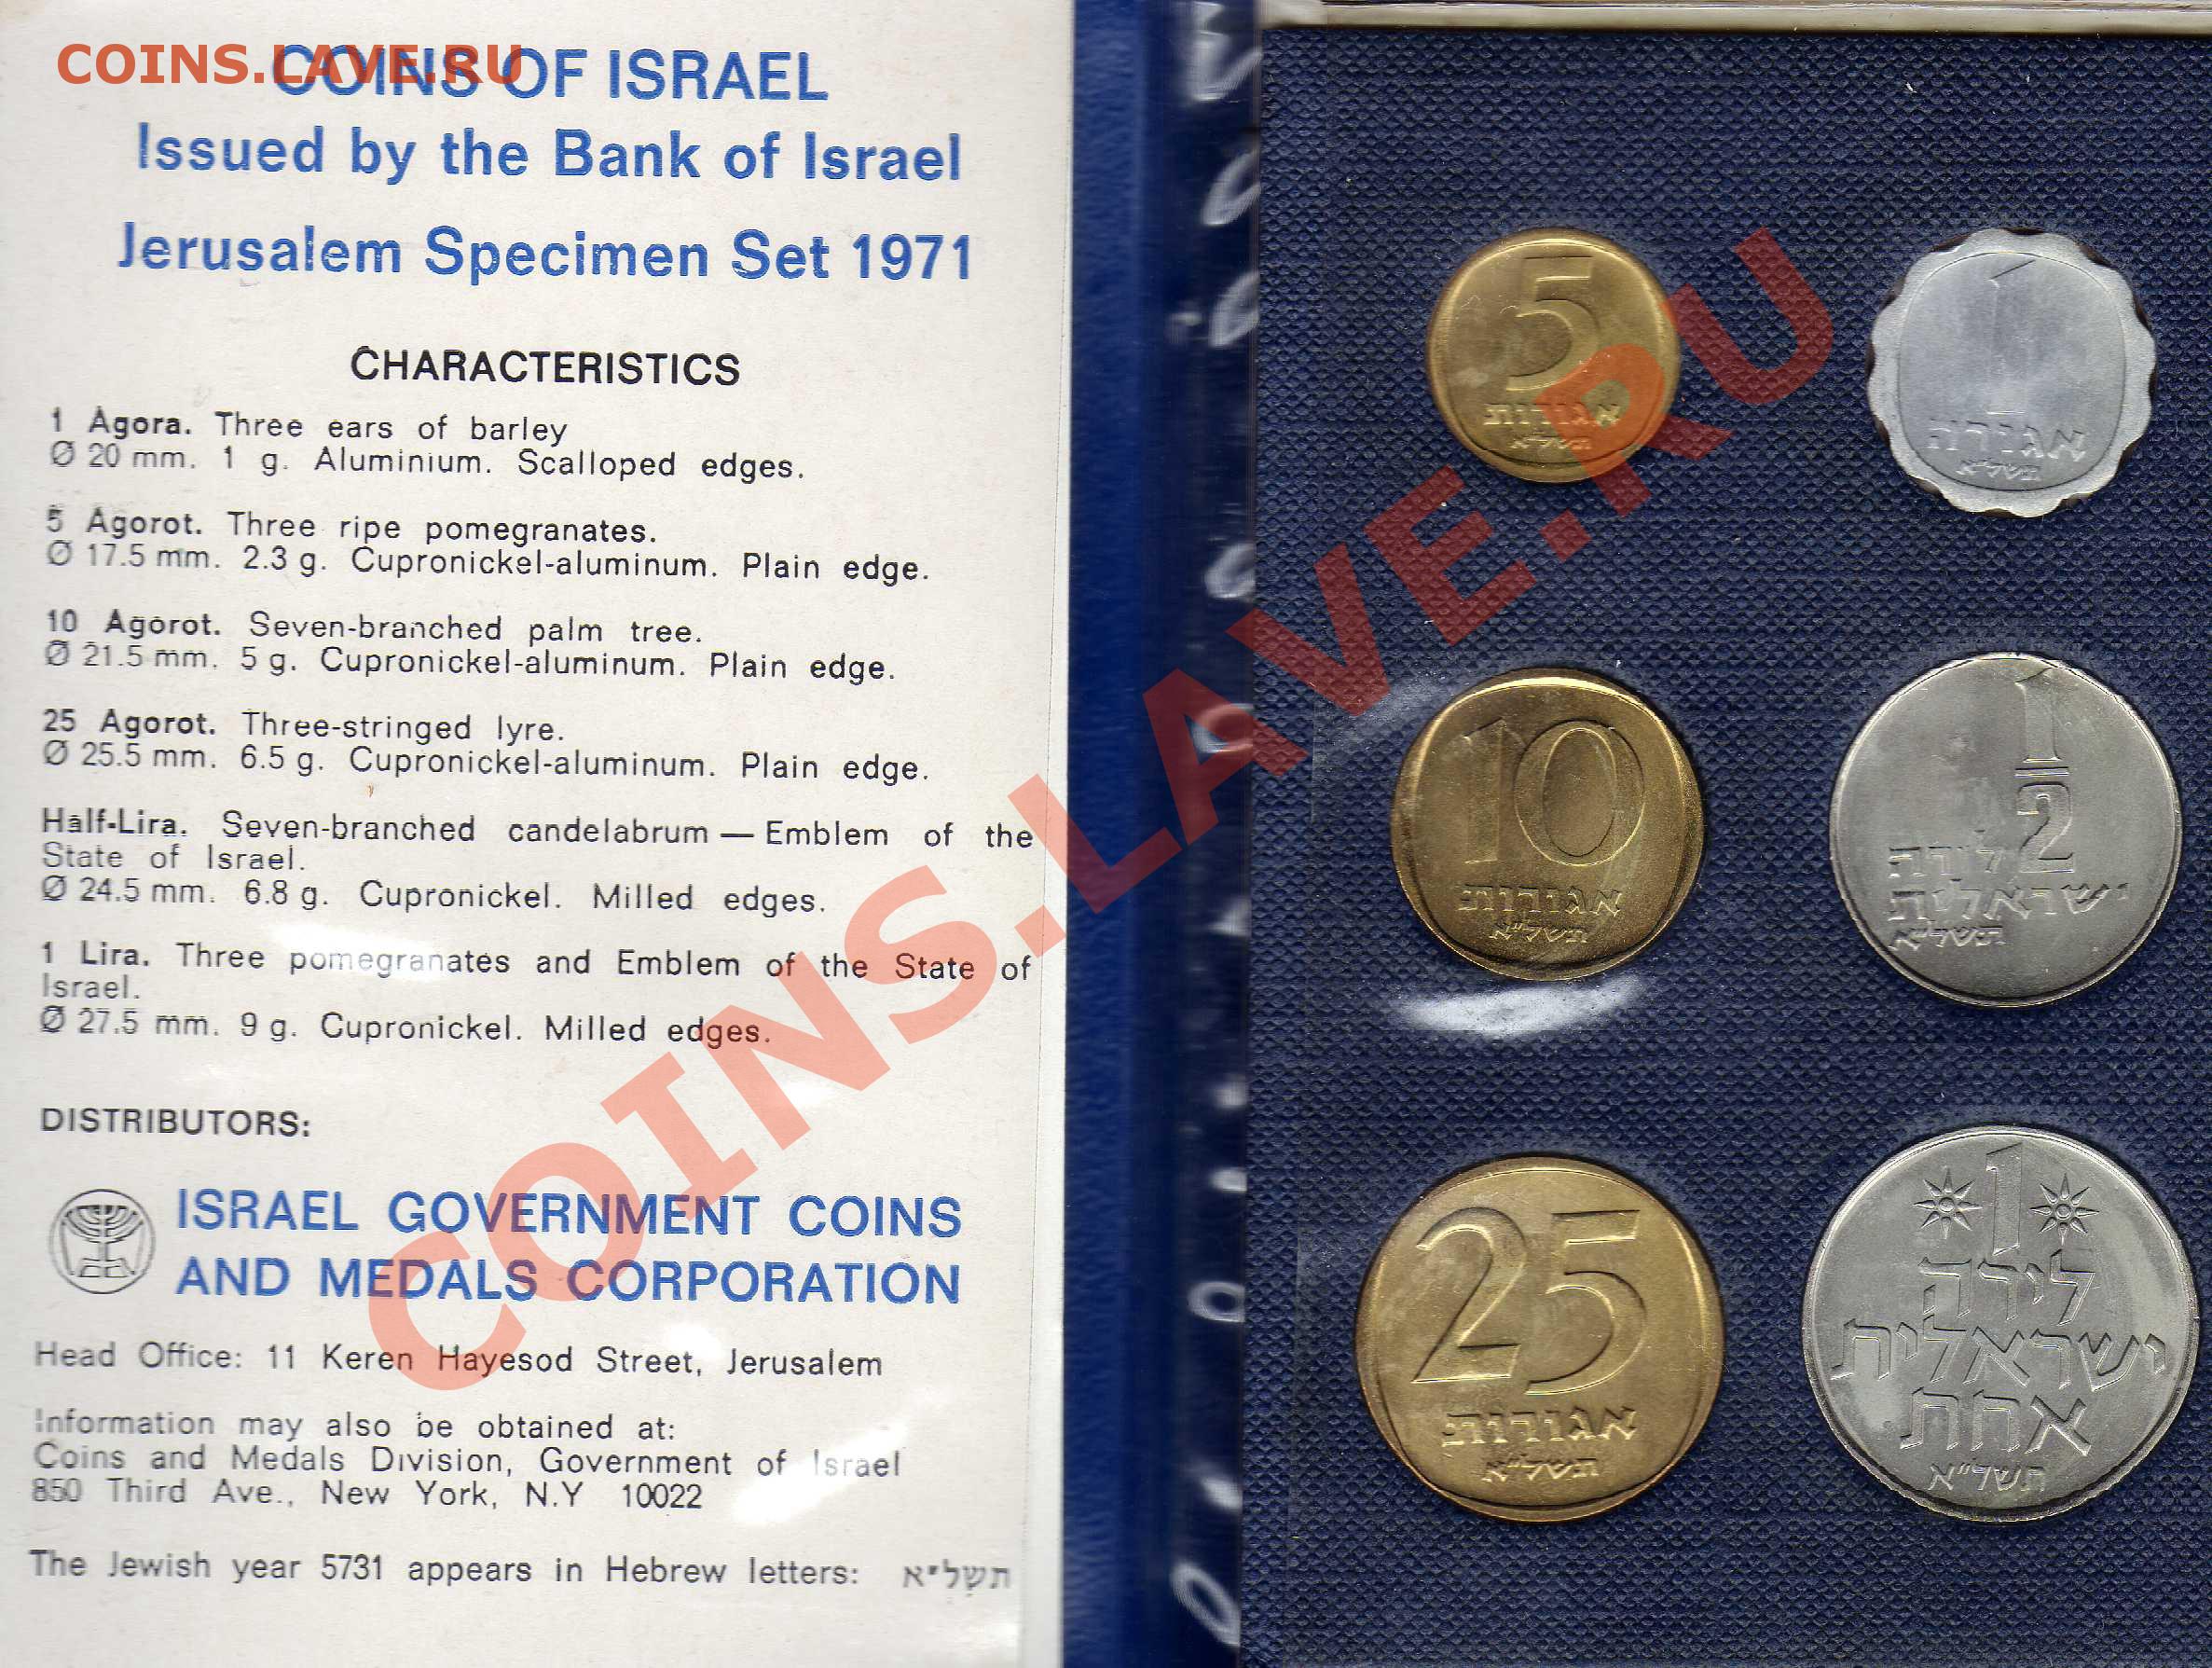 COINS.LAVE.RU
COINS OF ISRAEL
Issued by the Bank of Israel
Jerusalem Specimen Set 1971
CHARACTERISTICS
1 Agora. Three ears of barley
Ø 20 mm. 1 g. Aluminium. Scalloped edges.
5 Agorot. Three ripe pomegranates.
Ø 17.5 mm. 2.3 g. Cupronickel-aluminum. Plain edge.
10 Agorot. Seven-branched palm tree.
Ø 21.5 mm. 5 g. Cupronickel-aluminum. Plain edge.
25 Agorot. Three-stringed lyre.
Ø 25.5 mm. 6.5 g. Cupronickel-aluminum. Plain edge.
Half-Lira. Seven-branched candelabrum — Emblem of the
State of Israel.
Ø 24.5 mm. 6.8 g. Cupronickel. Milled edges.
1 Lira. Three pomegranates and Emblem of the State of
Israel.
Ø 27.5 mm. 9 g. Cupronickel. Milled edges.
DISTRIBUTORS:
ISRAEL GOVERNMENT COINS
AND MEDALS CORPORATION
Head Office: 11 Keren Hayesod Street, Jerusalem
Information may also be obtained at:
Coins and Medals Division, Government of Israel
850 Third Ave., New York, N.Y 10022
The Jewish year 5731 appears in Hebrew letters: תשל״א
5
אגורות
תשל״א
1
אגורה
תשל״א
10
אגורות
תשל״א
1/2
לירה
ישראלית
תשל״א
25
אגורות
תשל״א
1
לירה
ישראלית
אחת
תשל״א
COINS.LAVE.RU